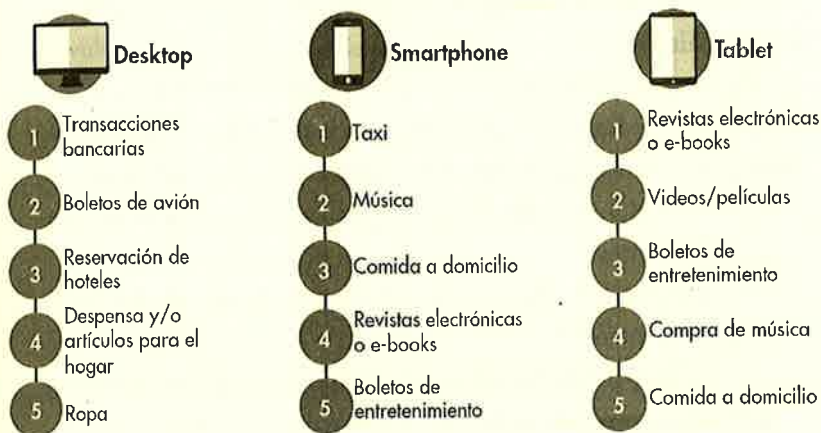 Desktop
1 Transacciones
bancarias
2 Boletos de avión
3 Reservación de
hoteles
4 Despensa y/o
artículos para el
hogar
5 Ropa
Smartphone
1 Taxi
2 Música
3 Comida a domicilio
4 Revistas electrónicas
o e-books
5 Boletos de
entretenimiento
Tablet
1 Revistas electrónicas
o e-books
2 Videos/películas
3 Boletos de
entretenimiento
4 Compra de música
5 Comida a domicilio